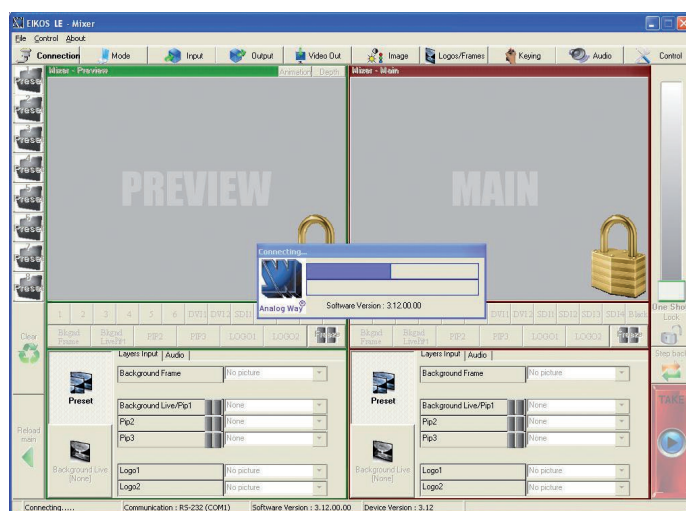 EIKOS LE - Mixer
File Control About
Connection Mode Input Output Video Out Image Logos/Frames Keying Audio Control
Mixer - Preview Animation Depth Mixer - Main
PREVIEW MAIN
Connecting...
Analog Way®
Software Version : 3.12.00.00
1 2 3 4 5 6 DVI1 DVI2 SDI1
DVI1 DVI2 SDI1 SDI2 SDI3 SDI4 Black
One Shot
Lock
Clear
Bkgnd Frame Bkgnd Live/PP1 PIP2 PIP3 LOGO1 LOGO2 Freeze
Bkgnd Frame Bkgnd PIP2 PIP3 LOGO1 LOGO2 Freeze
Step back
Layers Input Audio
Background Frame No picture
Preset
Background Live/Pip1 None
Pip2 None
Pip3 None
Background Live
[None]
Logo1 No picture
Logo2 No picture
Layers Input Audio
Background Frame No picture
Preset
Background Live/Pip1 None
Pip2 None
Pip3 None
Background Live
[None]
Logo1 No picture
Logo2 No picture
Reload
main
TAKE
Connecting..... Communication : RS-232 (COM1) Software Version : 3.12.00.00 Device Version : 3.12